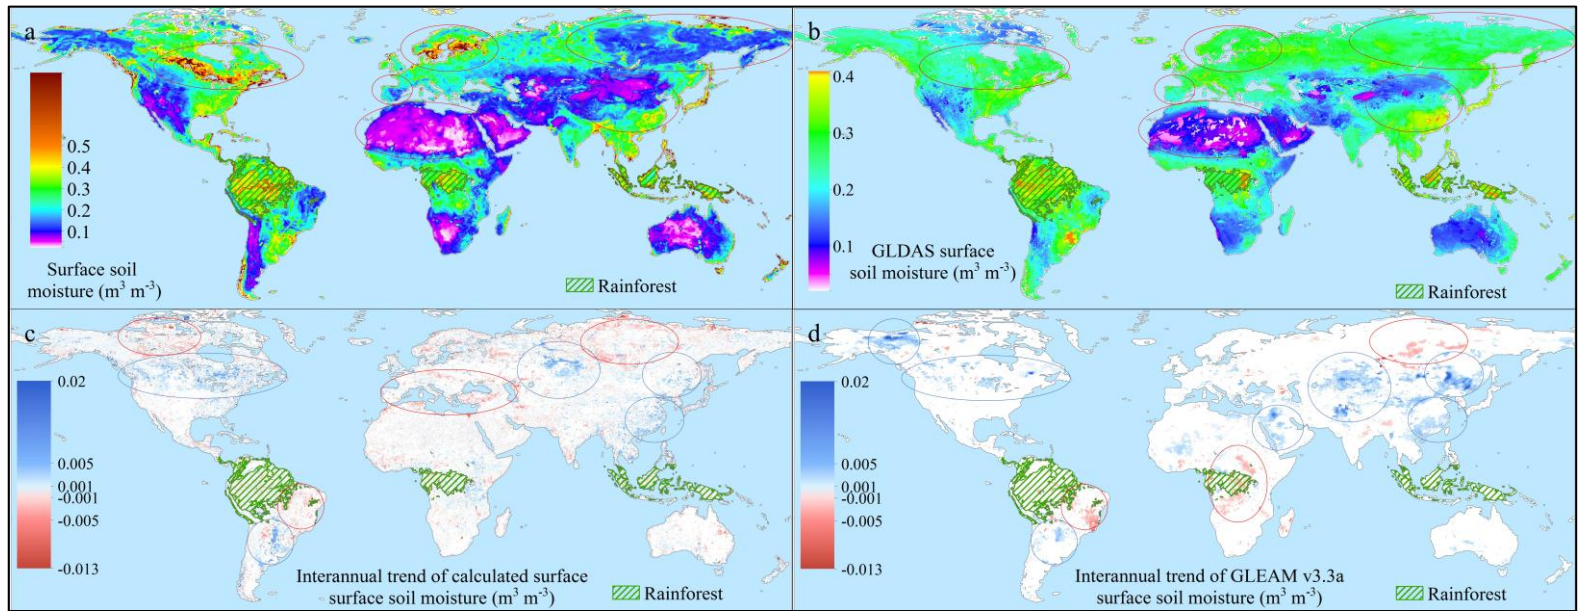 a
0.5
0.4
0.3
0.2
0.1
Surface soil
moisture (m³ m⁻³)
Rainforest
b
0.4
0.3
0.2
0.1
GLDAS surface
soil moisture (m³ m⁻³)
Rainforest
c
0.02
0.005
0.001
-0.001
-0.005
-0.013
Interannual trend of calculated surface
surface soil moisture (m³ m⁻³)
Rainforest
d
0.02
0.005
0.001
-0.001
-0.005
-0.013
Interannual trend of GLEAM v3.3a
surface soil moisture (m³ m⁻³)
Rainforest